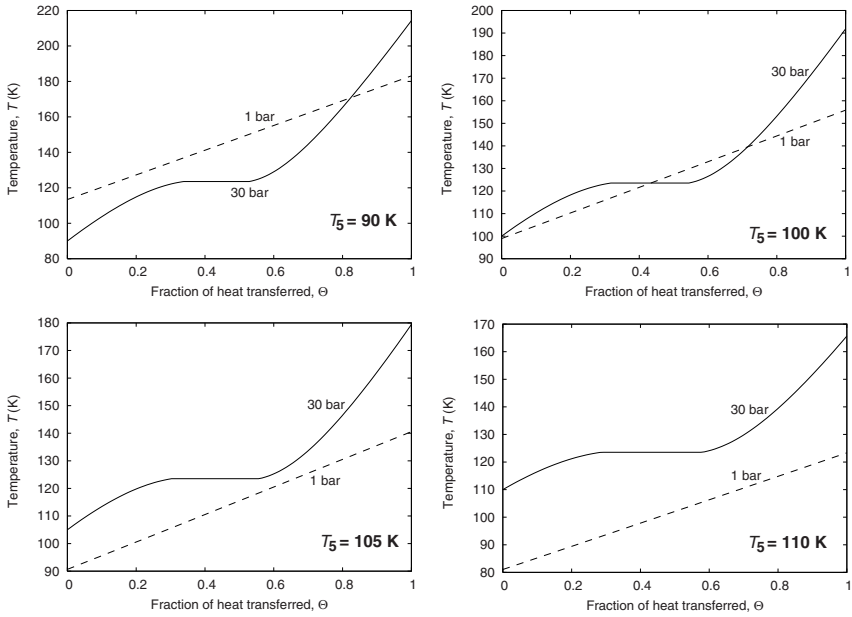 220
200
180
160
140
120
100
80
Temperature, T (K)
1 bar
30 bar
T5 = 90 K
0 0.2 0.4 0.6 0.8 1
Fraction of heat transferred, Θ
200
190
180
170
160
150
140
130
120
110
100
90
Temperature, T (K)
30 bar
1 bar
T5 = 100 K
0 0.2 0.4 0.6 0.8 1
Fraction of heat transferred, Θ
180
170
160
150
140
130
120
110
100
90
Temperature, T (K)
30 bar
1 bar
T5 = 105 K
0 0.2 0.4 0.6 0.8 1
Fraction of heat transferred, Θ
170
160
150
140
130
120
110
100
90
80
Temperature, T (K)
30 bar
1 bar
T5 = 110 K
0 0.2 0.4 0.6 0.8 1
Fraction of heat transferred, Θ